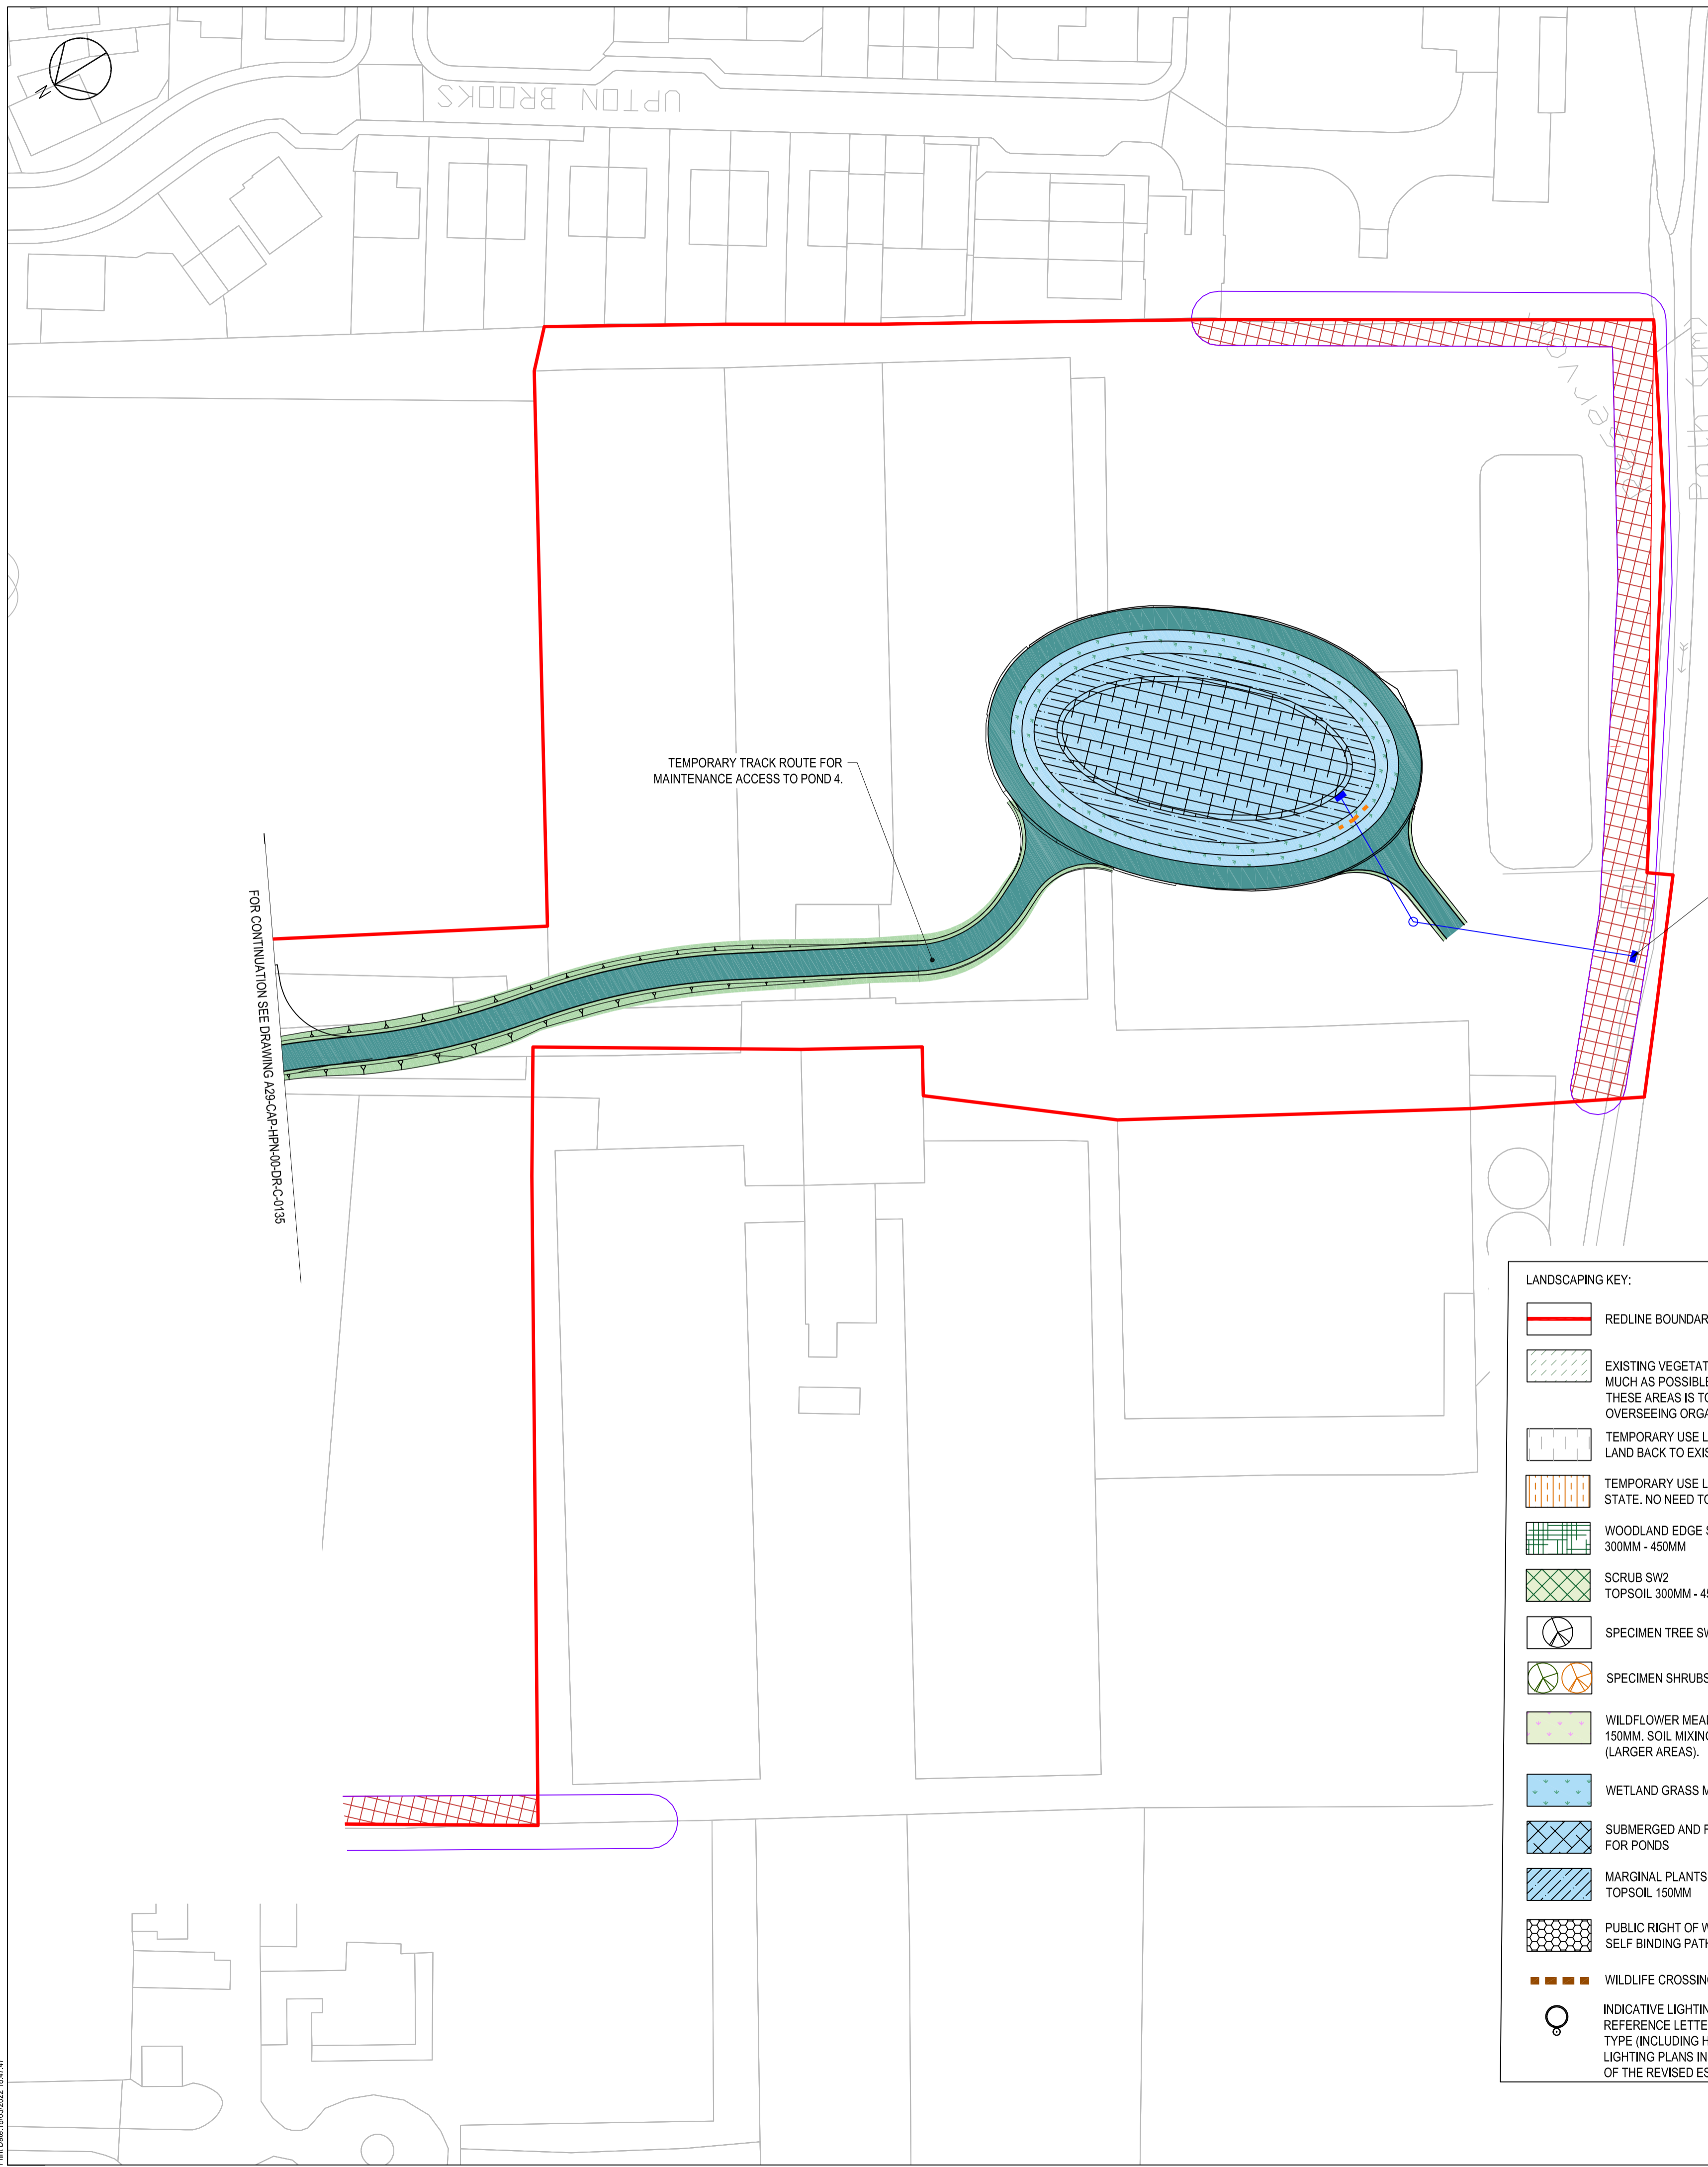 N
UPTON BROOKS
TEMPORARY TRACK ROUTE FOR
MAINTENANCE ACCESS TO POND 4.
FOR CONTINUATION SEE DRAWING A29-CAP-HPN-00-DR-C-0135
LANDSCAPING KEY:
REDLINE BOUNDAR
EXISTING VEGETAT
MUCH AS POSSIBLE
THESE AREAS IS TO
OVERSEEING ORGA
TEMPORARY USE L
LAND BACK TO EXIS
TEMPORARY USE L
STATE. NO NEED TO
WOODLAND EDGE S
300MM - 450MM
SCRUB SW2
TOPSOIL 300MM - 45
SPECIMEN TREE SW
SPECIMEN SHRUBS
WILDFLOWER MEAD
150MM. SOIL MIXING
(LARGER AREAS).
WETLAND GRASS M
SUBMERGED AND F
FOR PONDS
MARGINAL PLANTS
TOPSOIL 150MM
PUBLIC RIGHT OF W
SELF BINDING PATH
WILDLIFE CROSSING
INDICATIVE LIGHTIN
REFERENCE LETTE
TYPE (INCLUDING H
LIGHTING PLANS IN
OF THE REVISED ES